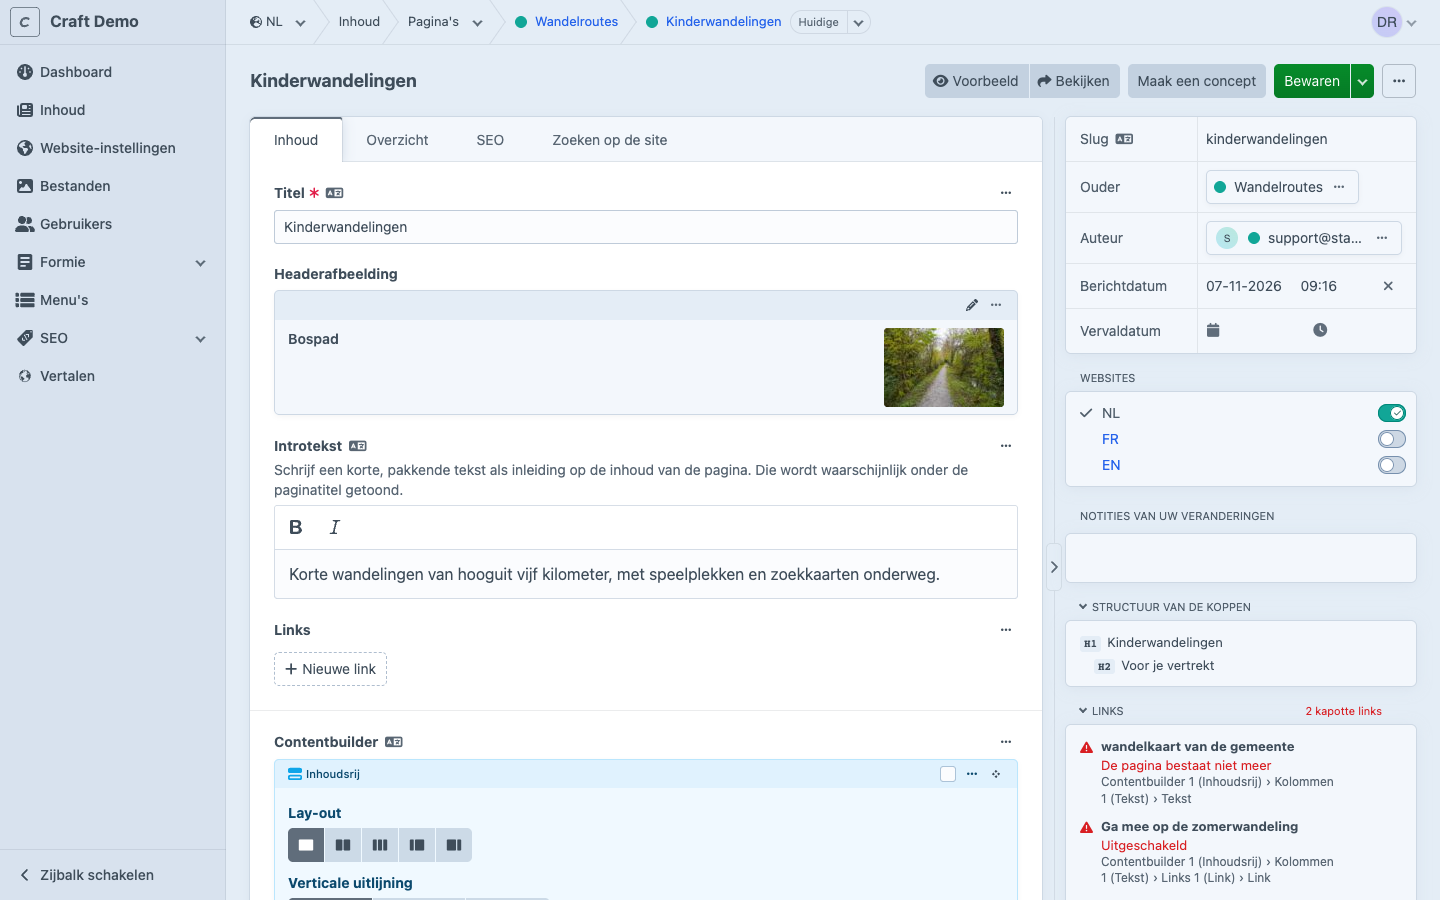 C Craft Demo
NL Inhoud Pagina's Wandelroutes Kinderwandelingen Huidige
DR
Dashboard
Inhoud
Website-instellingen
Bestanden
Gebruikers
Formie
Menu's
SEO
Vertalen
Zijbalk schakelen
Kinderwandelingen
Voorbeeld Bekijken Maak een concept Bewaren
Inhoud Overzicht SEO Zoeken op de site
Titel *
Kinderwandelingen
Headerafbeelding
Bospad
Introtekst
Schrijf een korte, pakkende tekst als inleiding op de inhoud van de pagina. Die wordt waarschijnlijk onder de
paginatitel getoond.
B I
Korte wandelingen van hooguit vijf kilometer, met speelplekken en zoekkaarten onderweg.
Links
+ Nieuwe link
Contentbuilder
Inhoudsrij
Lay-out
Verticale uitlijning
Slug kinderwandelingen
Ouder Wandelroutes
Auteur S support@sta...
Berichtdatum 07-11-2026 09:16
Vervaldatum
WEBSITES
NL
FR
EN
NOTITIES VAN UW VERANDERINGEN
STRUCTUUR VAN DE KOPPEN
H1 Kinderwandelingen
H2 Voor je vertrekt
LINKS 2 kapotte links
wandelkaart van de gemeente
De pagina bestaat niet meer
Contentbuilder 1 (Inhoudsrij) › Kolommen
1 (Tekst) › Tekst
Ga mee op de zomerwandeling
Uitgeschakeld
Contentbuilder 1 (Inhoudsrij) › Kolommen
1 (Tekst) › Links 1 (Link) › Link